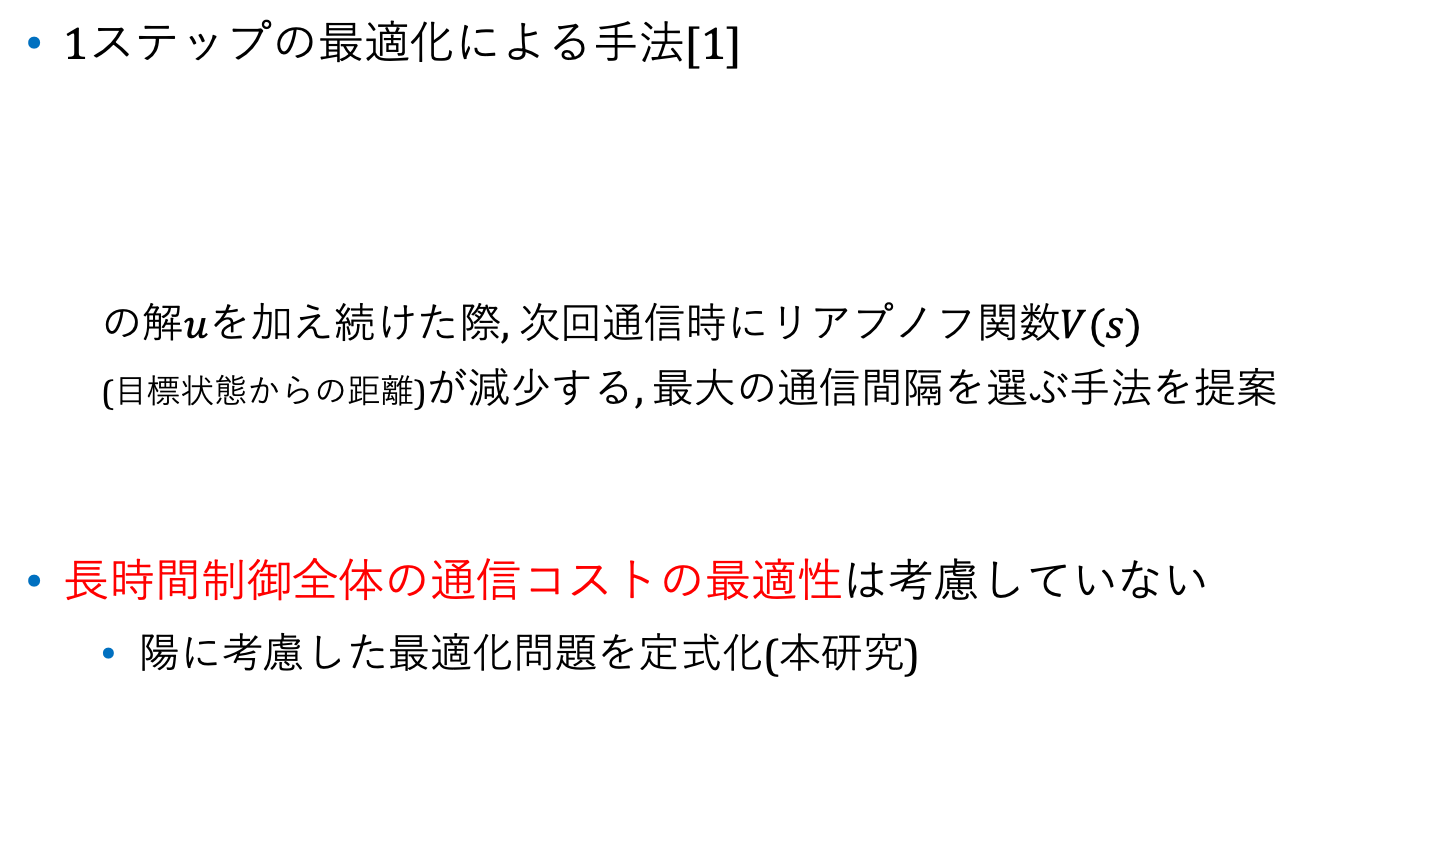 • 1ステップの最適化による手法[1]
の解uを加え続けた際, 次回通信時にリアプノフ関数V(s)
(目標状態からの距離)が減少する, 最大の通信間隔を選ぶ手法を提案
• 長時間制御全体の通信コストの最適性は考慮していない
• 陽に考慮した最適化問題を定式化(本研究)